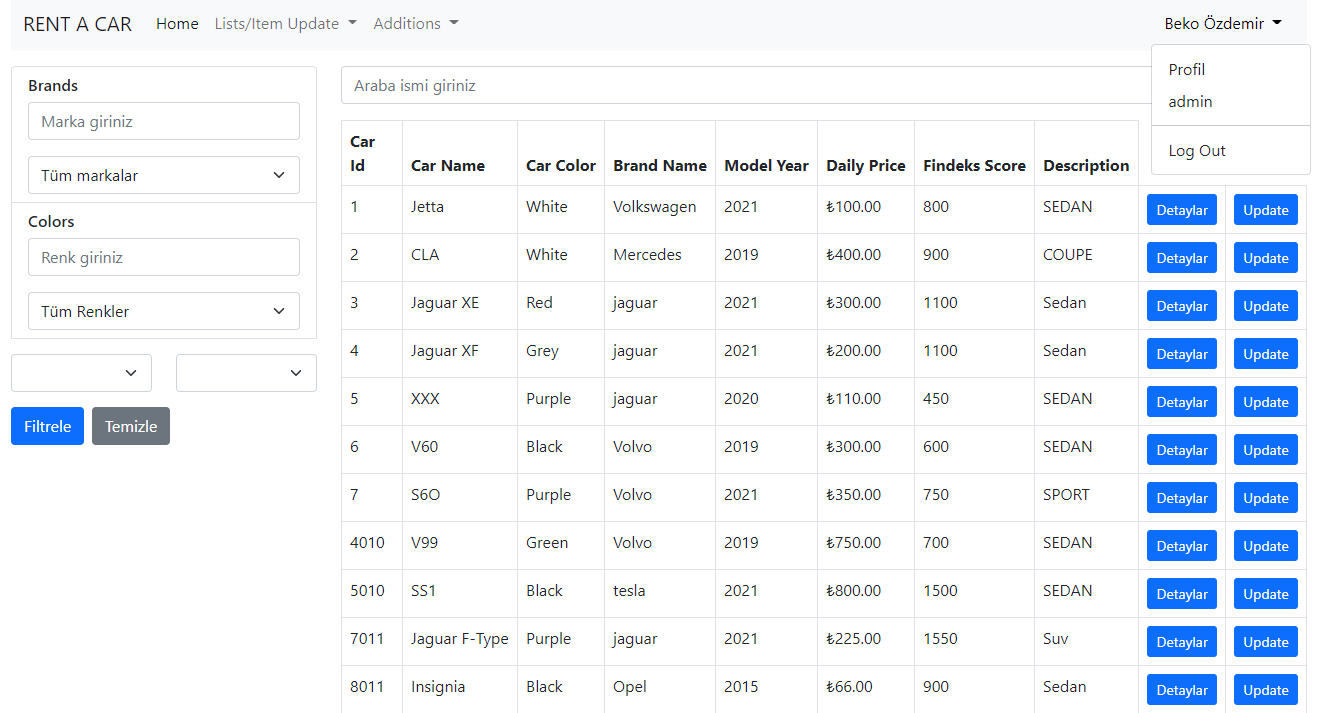 RENT A CAR Home Lists/Item Update Additions Beko Özdemir
Profil
admin
Log Out
Brands
Marka giriniz
Tüm markalar
Colors
Renk giriniz
Tüm Renkler
Filtrele Temizle
Araba ismi giriniz
Car Id Car Name Car Color Brand Name Model Year Daily Price Findeks Score Description
1 Jetta White Volkswagen 2021 ₺100.00 800 SEDAN Detaylar Update
2 CLA White Mercedes 2019 ₺400.00 900 COUPE Detaylar Update
3 Jaguar XE Red jaguar 2021 ₺300.00 1100 Sedan Detaylar Update
4 Jaguar XF Grey jaguar 2021 ₺200.00 1100 Sedan Detaylar Update
5 XXX Purple jaguar 2020 ₺110.00 450 SEDAN Detaylar Update
6 V60 Black Volvo 2019 ₺300.00 600 SEDAN Detaylar Update
7 S6O Purple Volvo 2021 ₺350.00 750 SPORT Detaylar Update
4010 V99 Green Volvo 2019 ₺750.00 700 SEDAN Detaylar Update
5010 SS1 Black tesla 2021 ₺800.00 1500 SEDAN Detaylar Update
7011 Jaguar F-Type Purple jaguar 2021 ₺225.00 1550 Suv Detaylar Update
8011 Insignia Black Opel 2015 ₺66.00 900 Sedan Detaylar Update